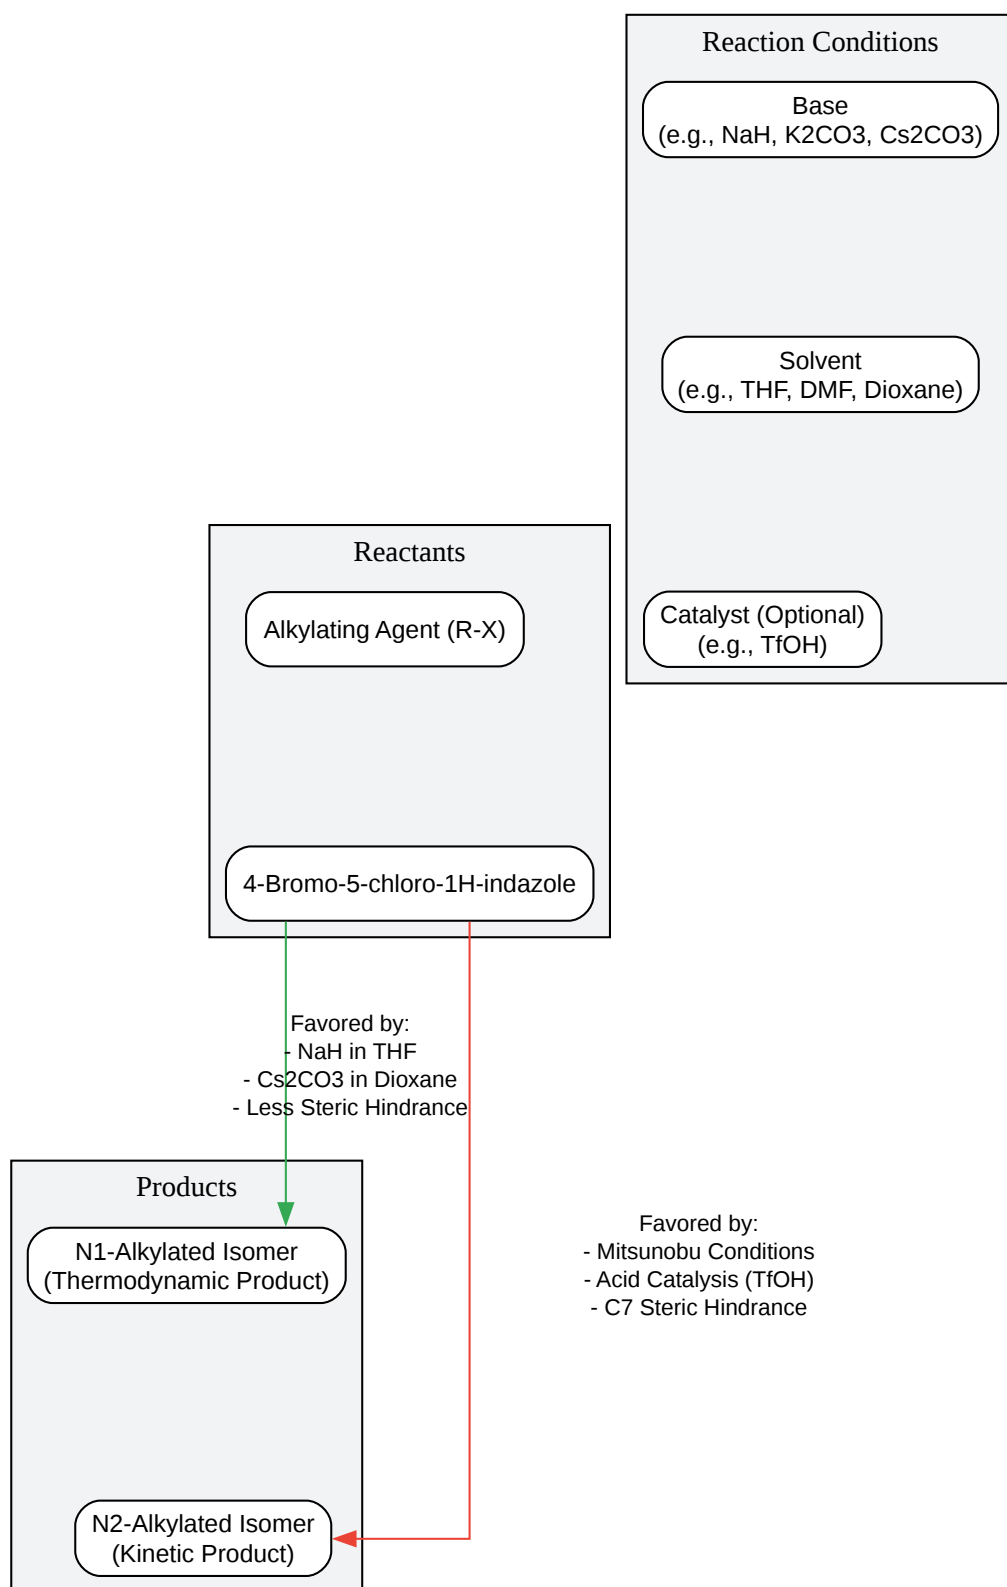 Reaction Conditions
Base
(e.g., NaH, K2CO3, Cs2CO3)
Solvent
(e.g., THF, DMF, Dioxane)
Catalyst (Optional)
(e.g., TfOH)
Reactants
Alkylating Agent (R-X)
4-Bromo-5-chloro-1H-indazole
Favored by:
- NaH in THF
- Cs2CO3 in Dioxane
- Less Steric Hindrance
Favored by:
- Mitsunobu Conditions
- Acid Catalysis (TfOH)
- C7 Steric Hindrance
Products
N1-Alkylated Isomer
(Thermodynamic Product)
N2-Alkylated Isomer
(Kinetic Product)